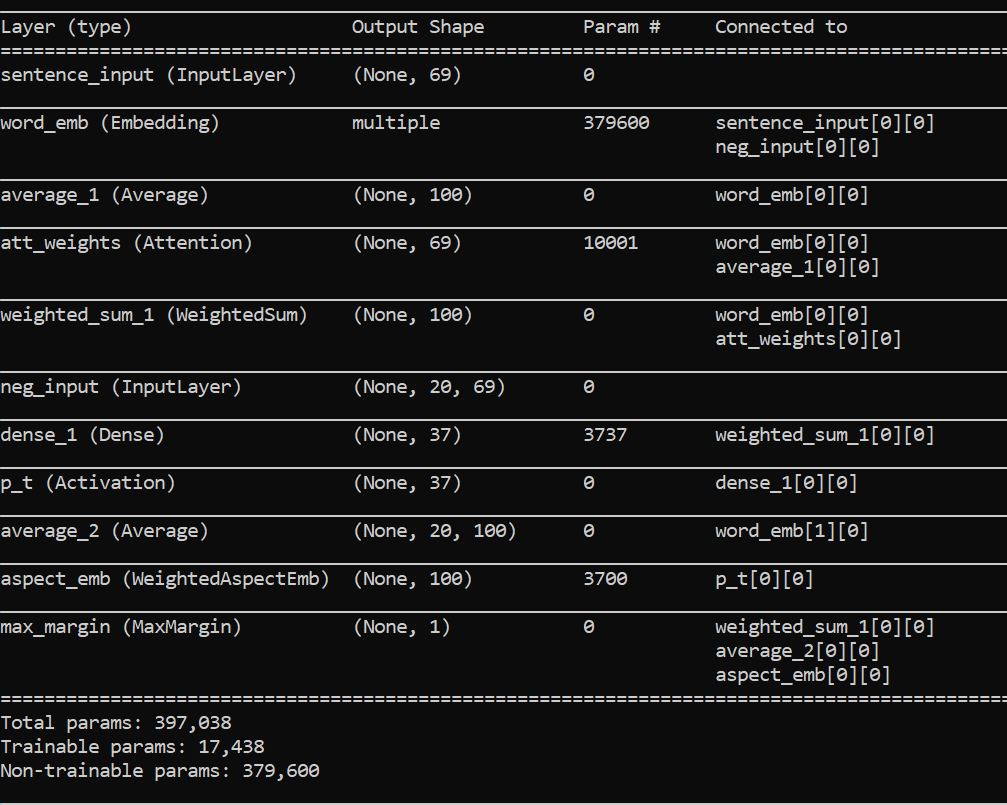 Layer (type) Output Shape Param # Connected to
sentence_input (InputLayer) (None, 69) 0
word_emb (Embedding) multiple 379600 sentence_input[0][0]
neg_input[0][0]
average_1 (Average) (None, 100) 0 word_emb[0][0]
att_weights (Attention) (None, 69) 10001 word_emb[0][0]
average_1[0][0]
weighted_sum_1 (WeightedSum) (None, 100) 0 word_emb[0][0]
att_weights[0][0]
neg_input (InputLayer) (None, 20, 69) 0
dense_1 (Dense) (None, 37) 3737 weighted_sum_1[0][0]
p_t (Activation) (None, 37) 0 dense_1[0][0]
average_2 (Average) (None, 20, 100) 0 word_emb[1][0]
aspect_emb (WeightedAspectEmb) (None, 100) 3700 p_t[0][0]
max_margin (MaxMargin) (None, 1) 0 weighted_sum_1[0][0]
average_2[0][0]
aspect_emb[0][0]
Total params: 397,038
Trainable params: 17,438
Non-trainable params: 379,600